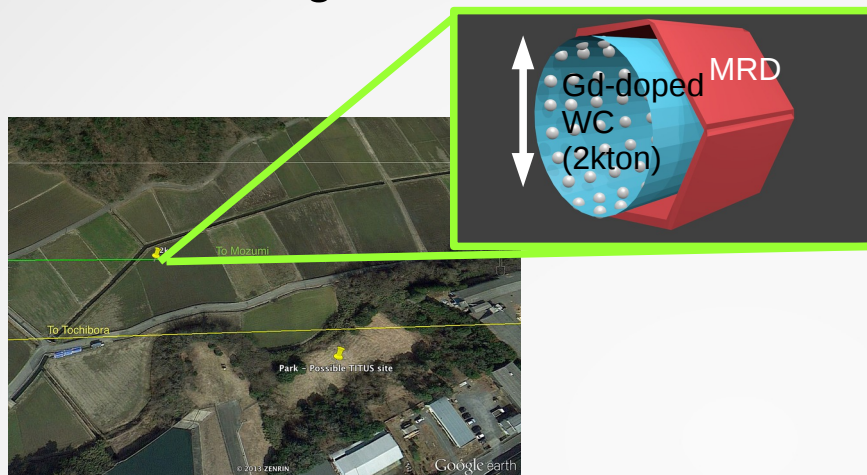 MRD
Gd-doped
WC
(2kton)
To Mozumi
To Tochibora
Park - Possible TITUS site
© 2013 ZENRIN
Google earth